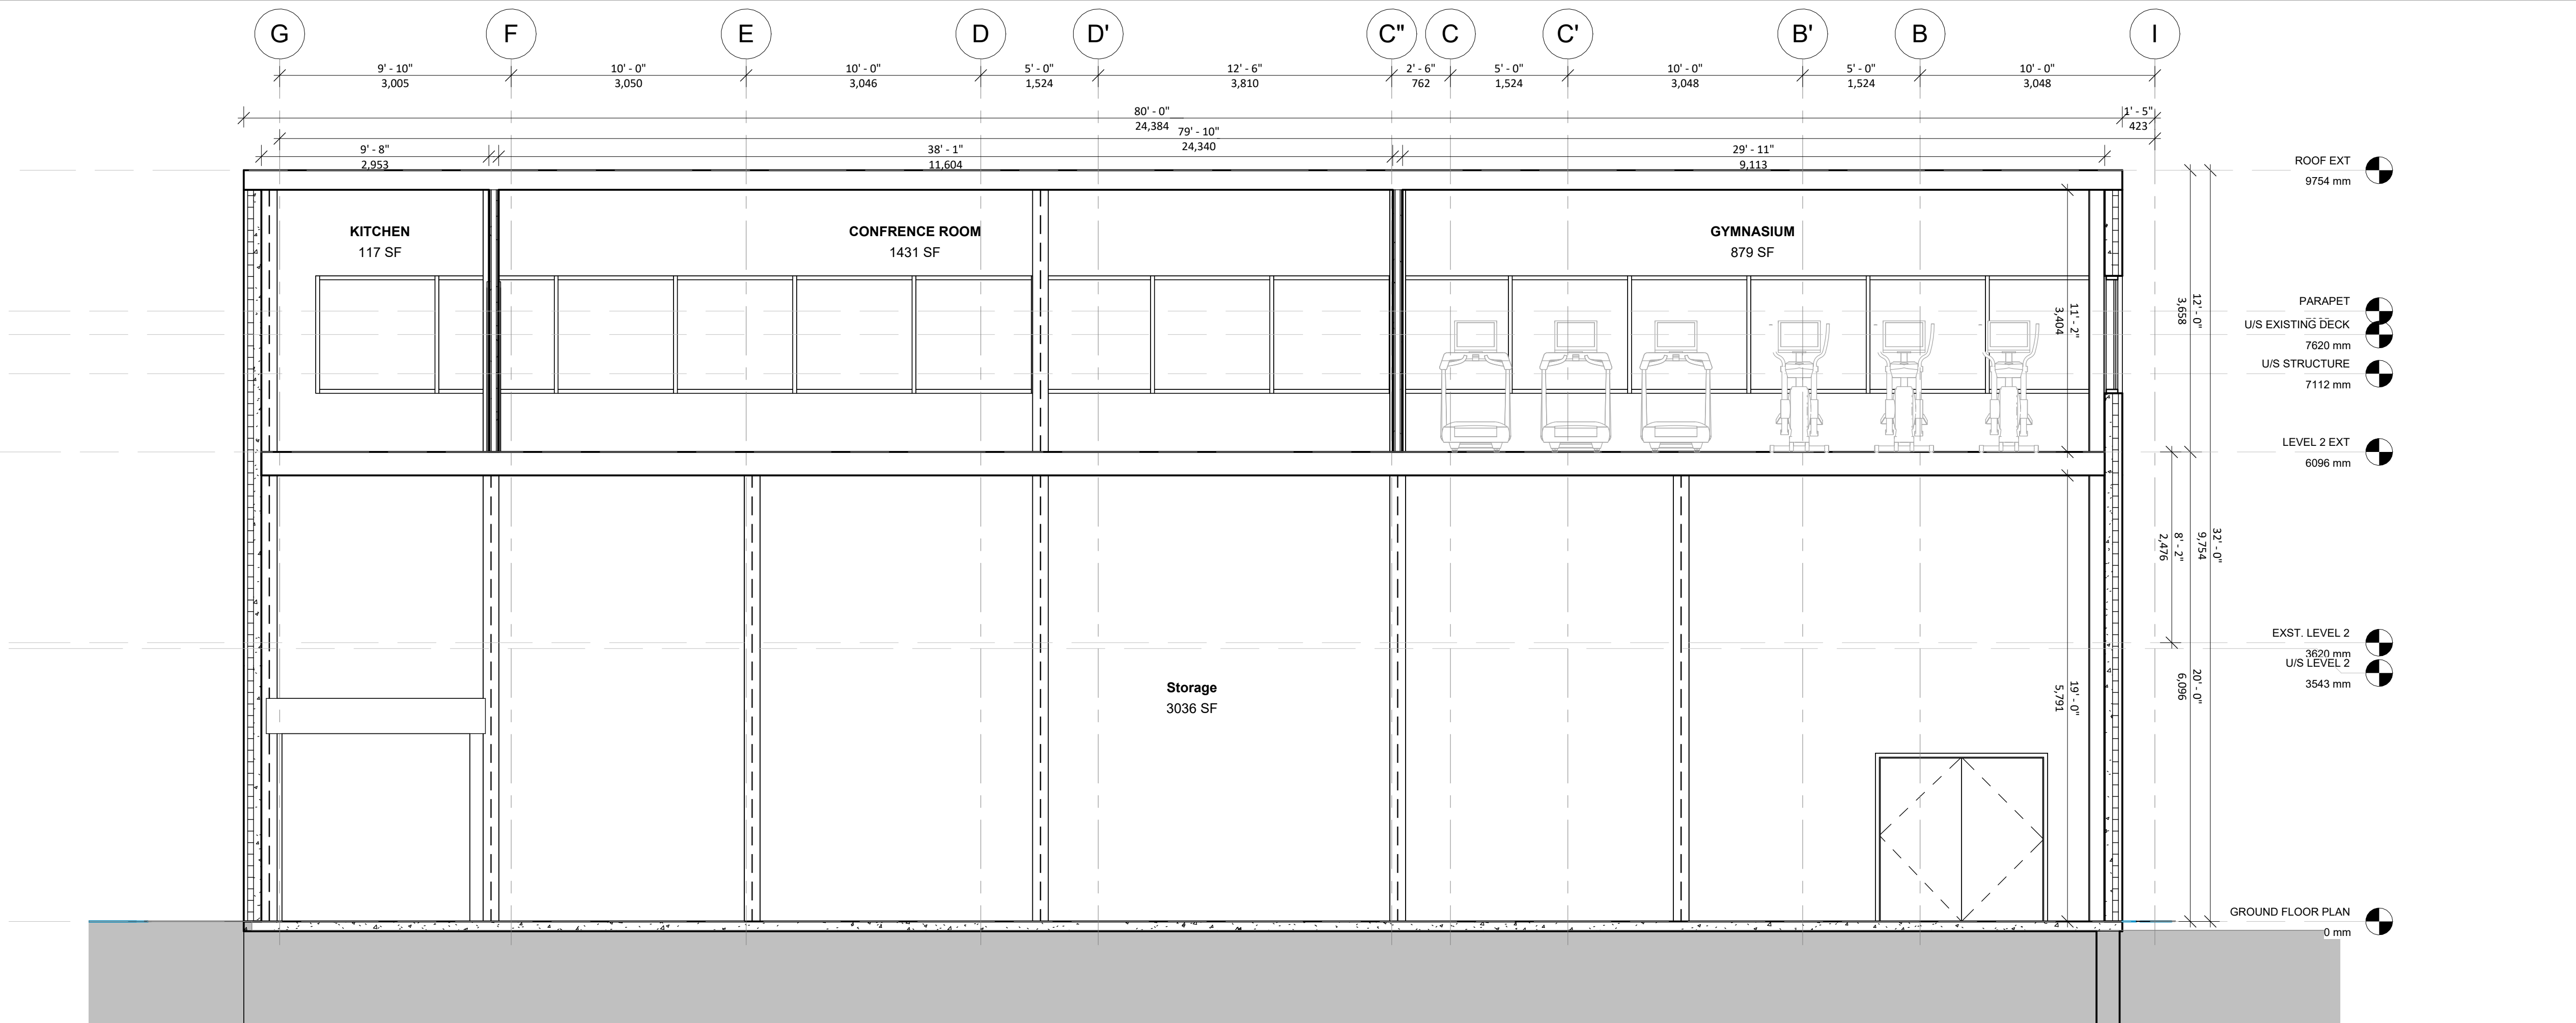 G F E D D' C" C C' B' B I
9' - 10" 10' - 0" 10' - 0" 5' - 0" 12' - 6" 2' - 6" 5' - 0" 10' - 0" 5' - 0" 10' - 0"
3,005 3,050 3,046 1,524 3,810 762 1,524 3,048 1,524 3,048
80' - 0" 1' - 5"
24,384 423
79' - 10"
24,340
9' - 8" 38' - 1" 29' - 11"
2,953 11,604 9,113
ROOF EXT
9754 mm
KITCHEN
117 SF
CONFRENCE ROOM
1431 SF
GYMNASIUM
879 SF
11' - 2"
3,404
12' - 0"
3,658
PARAPET
U/S EXISTING DECK
7620 mm
U/S STRUCTURE
7112 mm
LEVEL 2 EXT
6096 mm
8' - 2"
2,476
32' - 0"
9,754
EXST. LEVEL 2
3620 mm
U/S LEVEL 2
3543 mm
Storage
3036 SF
19' - 0"
5,791
20' - 0"
6,096
GROUND FLOOR PLAN
0 mm